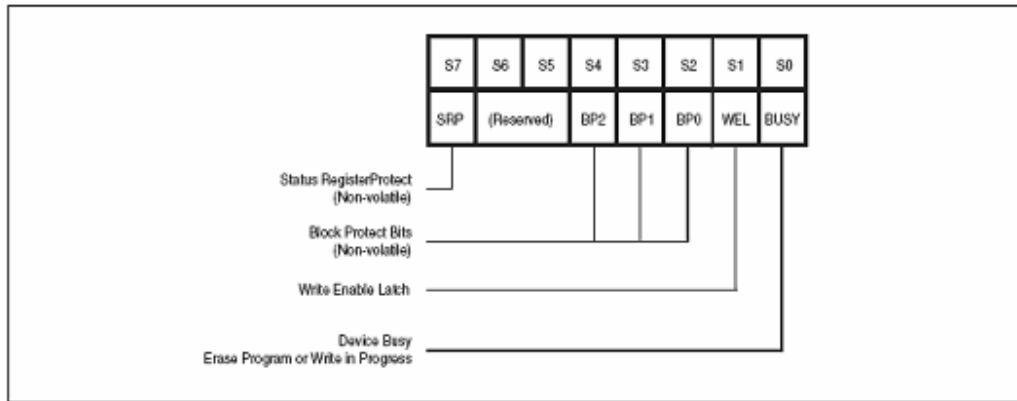 S7 S6 S5 S4 S3 S2 S1 S0
SRP (Reserved) BP2 BP1 BP0 WEL BUSY
Status RegisterProtect
(Non-volatile)
Block Protect Bits
(Non-volatile)
Write Enable Latch
Device Busy
Erase Program or Write in Progress